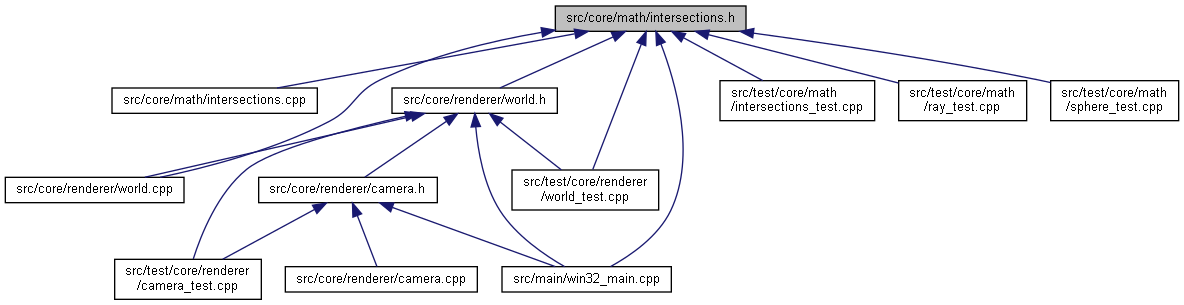 src/core/math/intersections.h
src/core/math/intersections.cpp
src/core/renderer/world.h
src/test/core/math
/intersections_test.cpp
src/test/core/math
/ray_test.cpp
src/test/core/math
/sphere_test.cpp
src/core/renderer/world.cpp
src/core/renderer/camera.h
src/test/core/renderer
/world_test.cpp
src/test/core/renderer
/camera_test.cpp
src/core/renderer/camera.cpp
src/main/win32_main.cpp